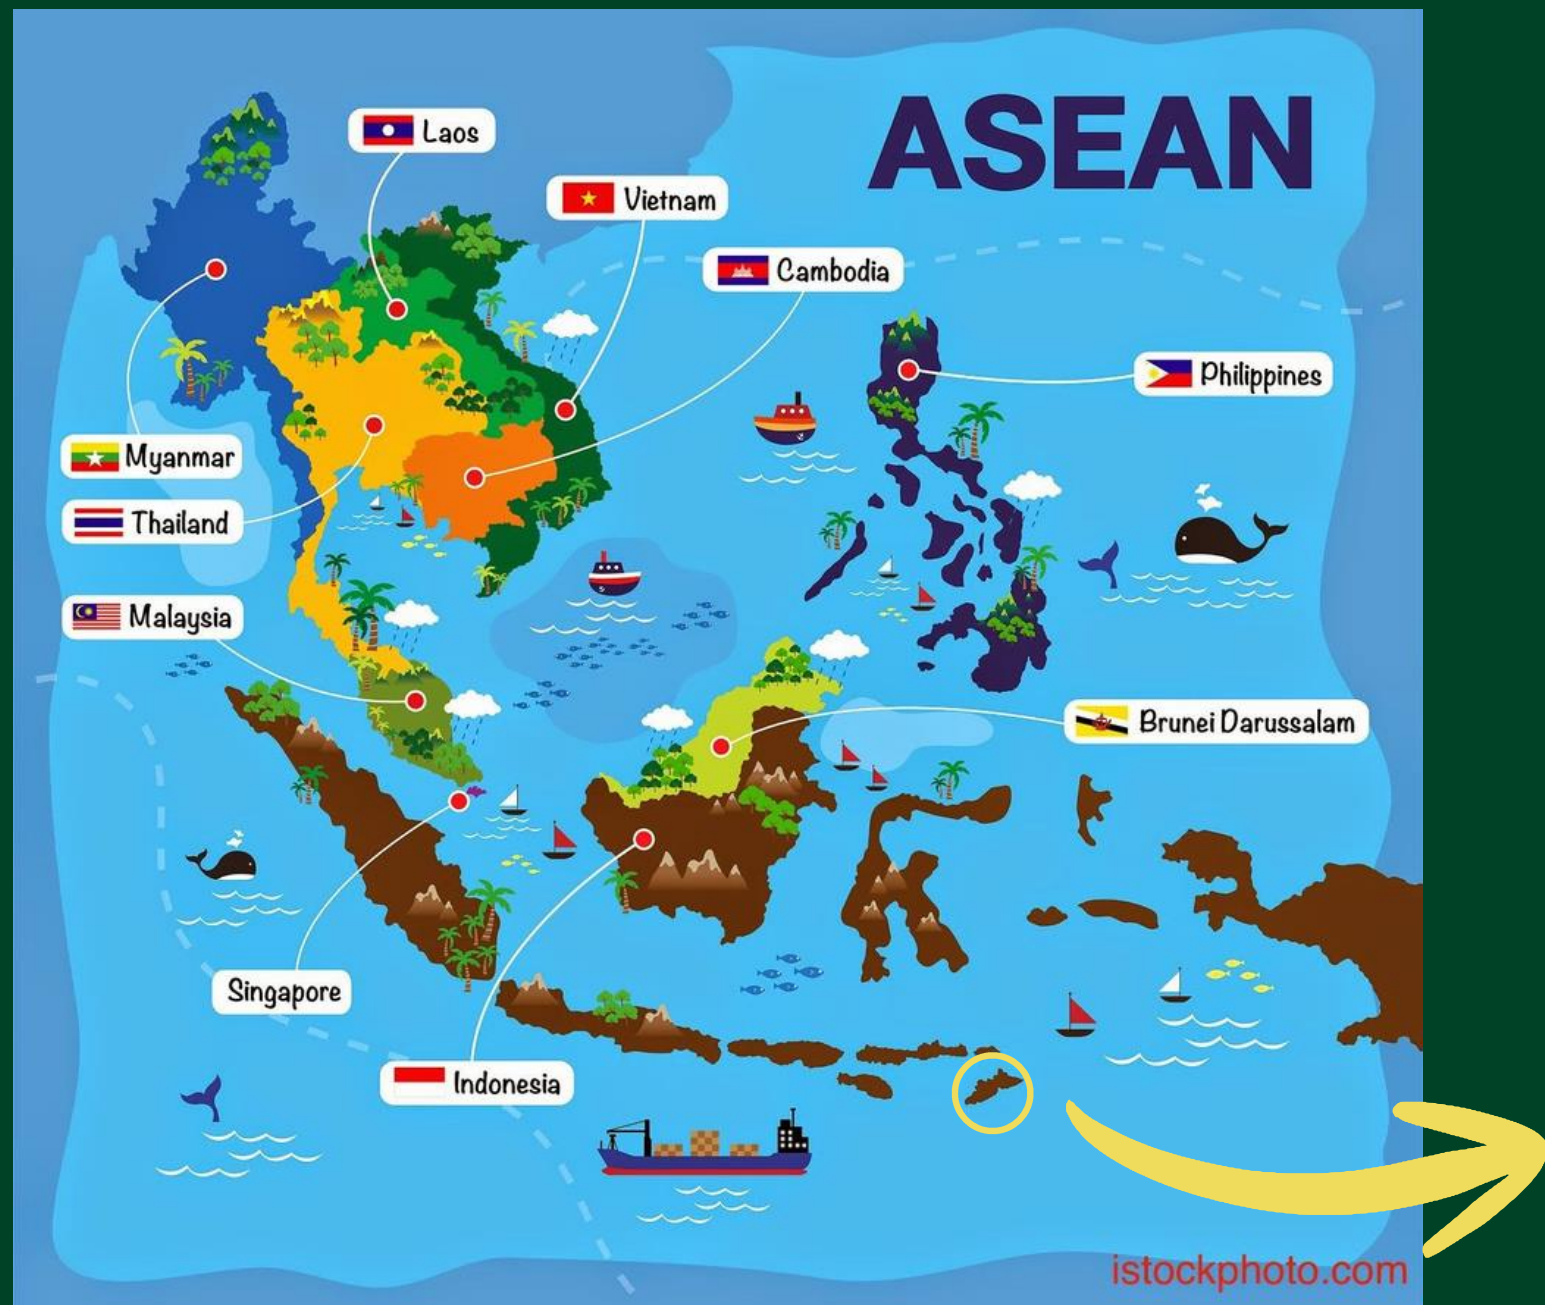 ASEAN
Laos
Vietnam
Cambodia
Philippines
Myanmar
Thailand
Malaysia
Brunei Darussalam
Singapore
Indonesia
istockphoto.com